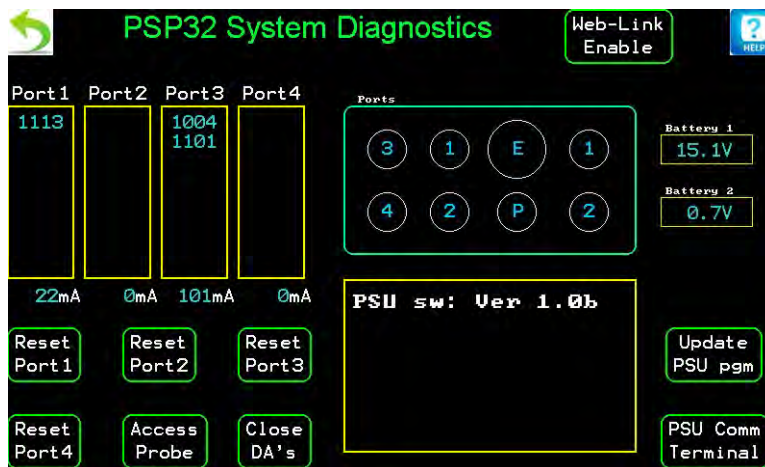 PSP32 System Diagnostics
Web-Link
Enable
?
HELP
Port1 Port2 Port3 Port4
1113
1004
1101
22mA 0mA 101mA 0mA
Ports
3 1 E 1
4 2 P 2
Battery 1
15.1V
Battery 2
0.7V
PSU sw: Ver 1.0b
Reset
Port1
Reset
Port2
Reset
Port3
Update
PSU pgm
Reset
Port4
Access
Probe
Close
DA's
PSU Comm
Terminal